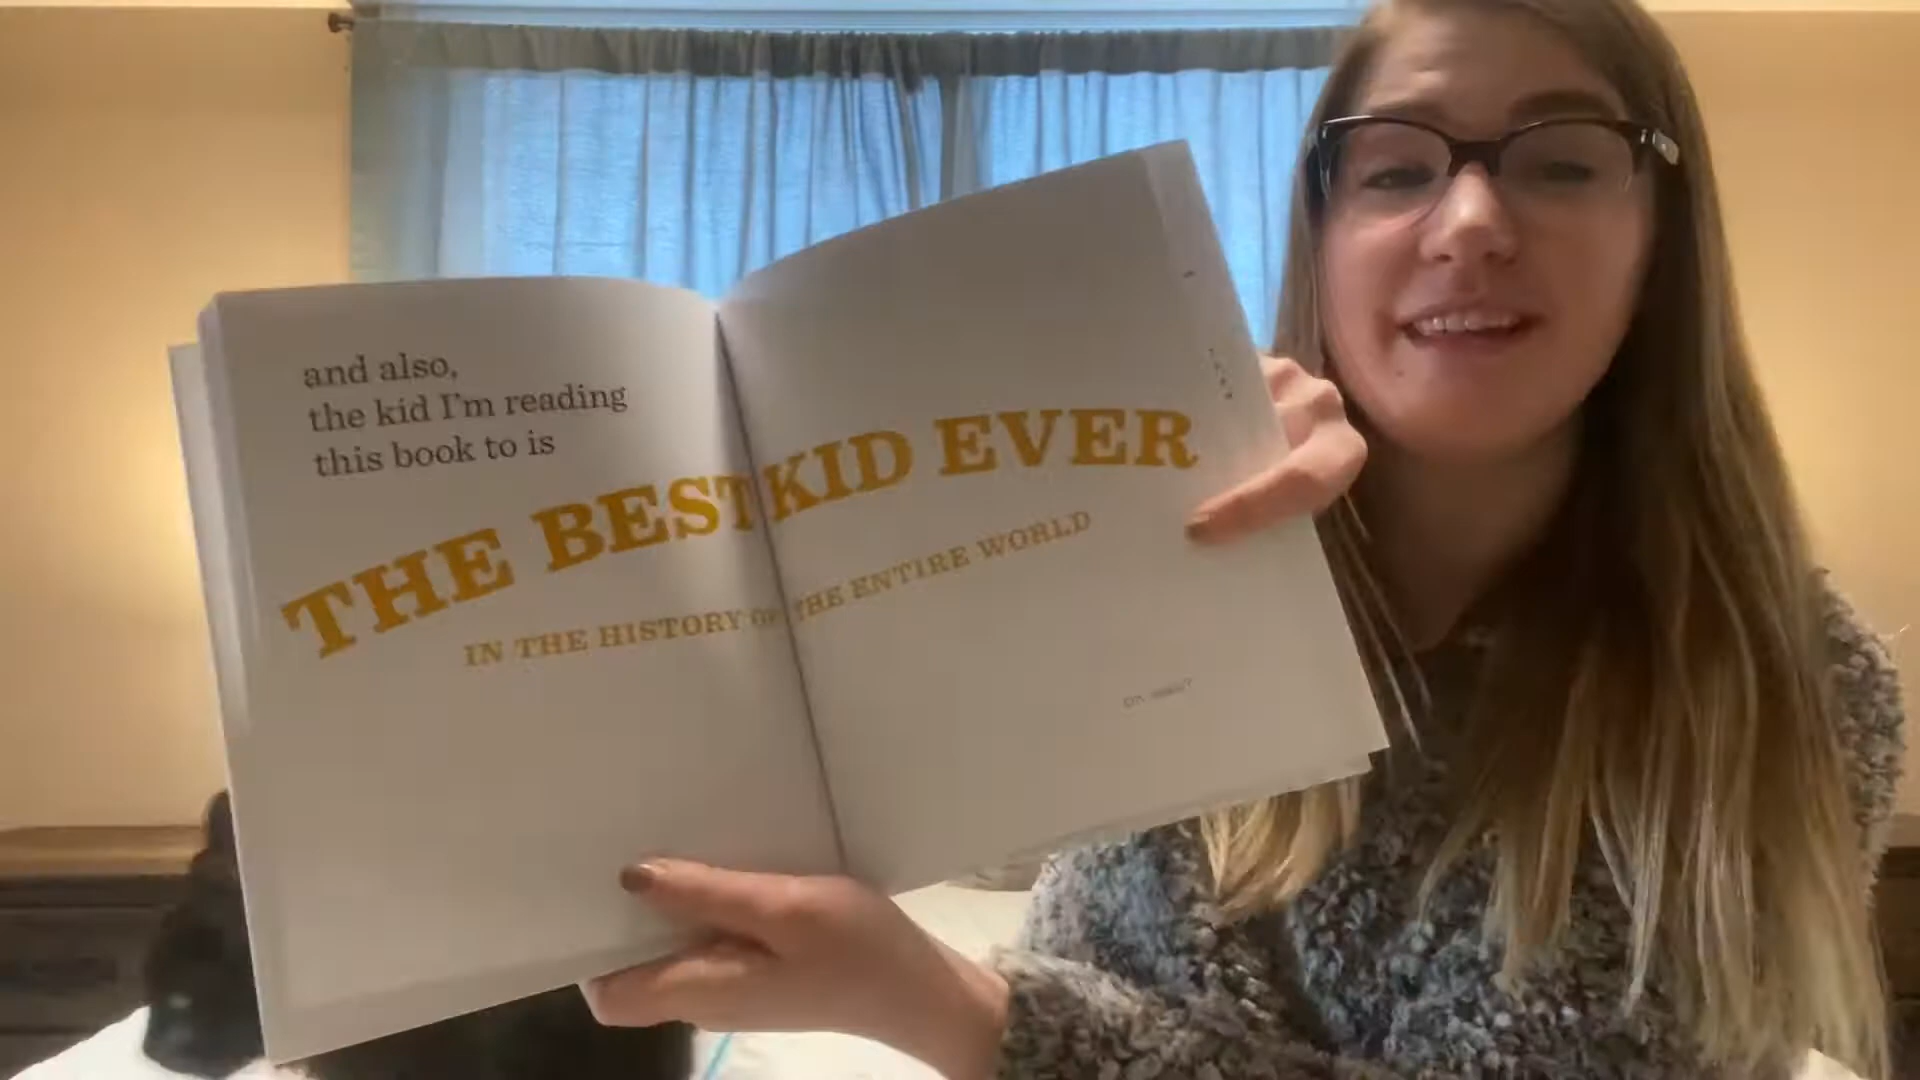 and also,
the kid I'm reading
this book to is
THE BEST KID EVER
IN THE HISTORY OF THE ENTIRE WORLD